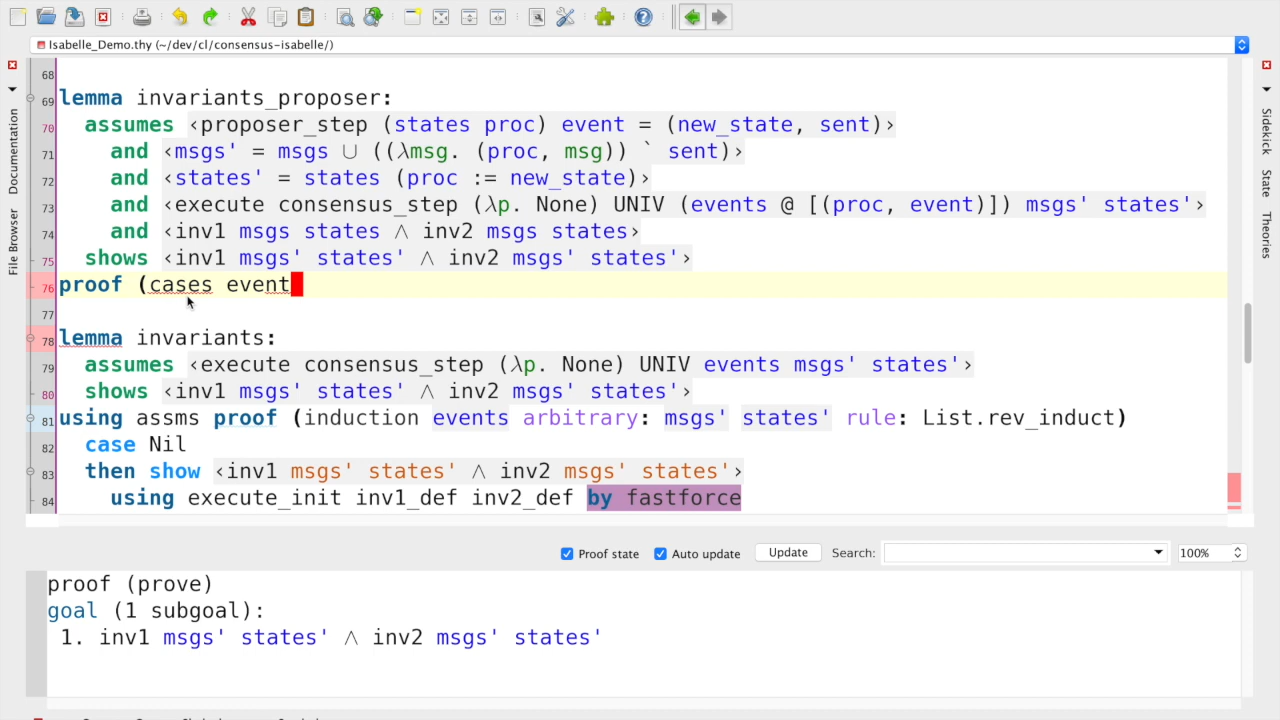 Isabelle_Demo.thy (~/dev/cl/consensus-isabelle/)
68
69 lemma invariants_proposer:
70 assumes ‹proposer_step (states proc) event = (new_state, sent)›
71 and ‹msgs' = msgs ∪ ((λmsg. (proc, msg)) ` sent)›
72 and ‹states' = states (proc := new_state)›
73 and ‹execute consensus_step (λp. None) UNIV (events @ [(proc, event)]) msgs' states'›
74 and ‹inv1 msgs states ∧ inv2 msgs states›
75 shows ‹inv1 msgs' states' ∧ inv2 msgs' states'›
76 proof (cases event
77
78 lemma invariants:
79 assumes ‹execute consensus_step (λp. None) UNIV events msgs' states'›
80 shows ‹inv1 msgs' states' ∧ inv2 msgs' states'›
81 using assms proof (induction events arbitrary: msgs' states' rule: List.rev_induct)
82 case Nil
83 then show ‹inv1 msgs' states' ∧ inv2 msgs' states'›
84 using execute_init inv1_def inv2_def by fastforce
Documentation
File Browser
Sidekick
State
Theories
Proof state Auto update Update Search: 100%
proof (prove)
goal (1 subgoal):
1. inv1 msgs' states' ∧ inv2 msgs' states'